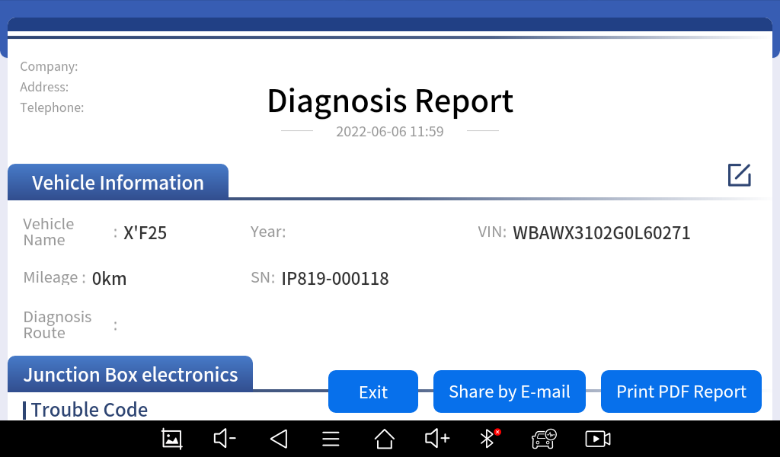 Company:
Address:
Telephone:
Diagnosis Report
2022-06-06 11:59
Vehicle Information
Vehicle Name : X'F25
Year:
VIN: WBAWX3102G0L60271
Mileage : 0km
SN: IP819-000118
Diagnosis Route :
Junction Box electronics
Exit
Share by E-mail
Print PDF Report
Trouble Code